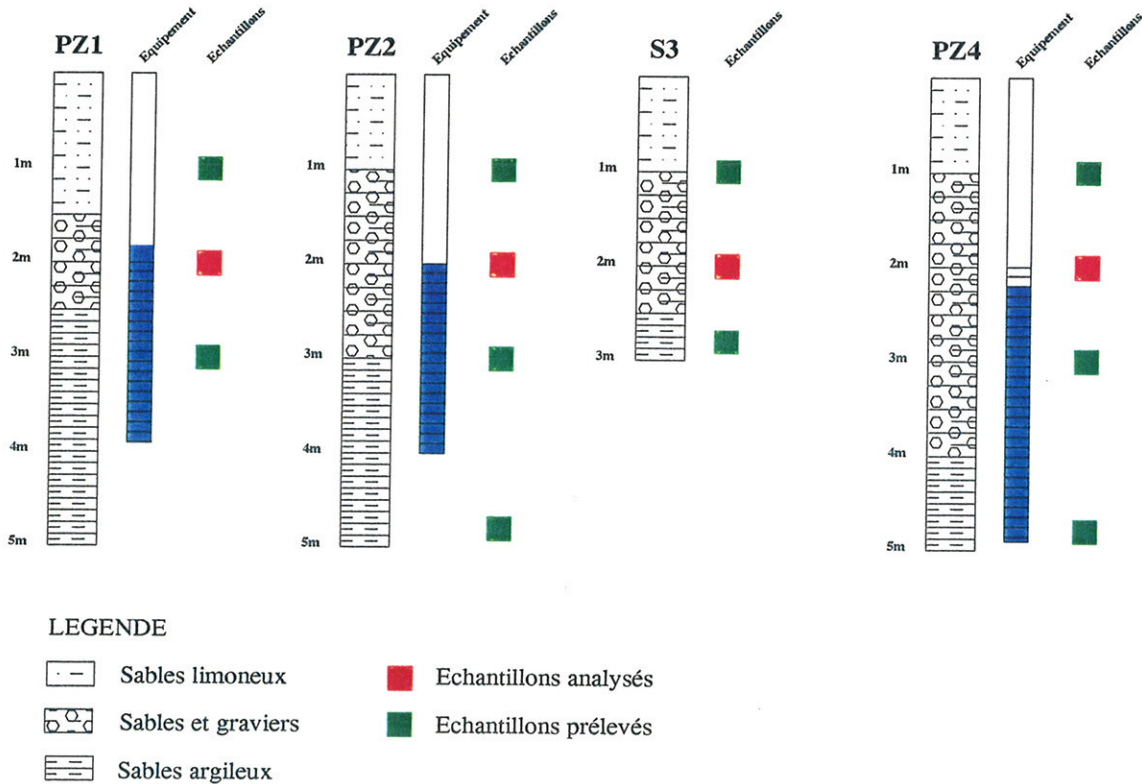 PZ1 Equipement Echantillons
1m
2m
3m
4m
5m
PZ2 Equipement Echantillons
1m
2m
3m
4m
5m
S3 Echantillons
1m
2m
3m
PZ4 Equipement Echantillons
1m
2m
3m
4m
5m
LEGENDE
Sables limoneux
Sables et graviers
Sables argileux
Echantillons analysés
Echantillons prélevés